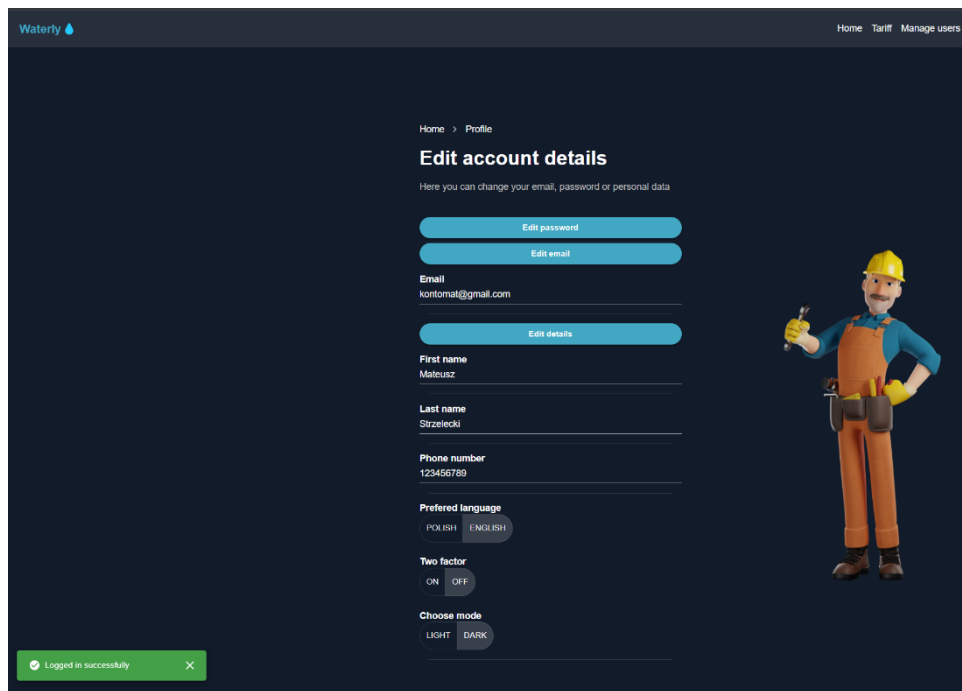 Waterly
Home Tariff Manage users
Home > Profile
Edit account details
Here you can change your email, password or personal data
Edit password
Edit email
Email
kontomat@gmail.com
Edit details
First name
Mateusz
Last name
Strzelecki
Phone number
123456789
Prefered language
POLISH ENGLISH
Two factor
ON OFF
Choose mode
LIGHT DARK
Logged in successfully